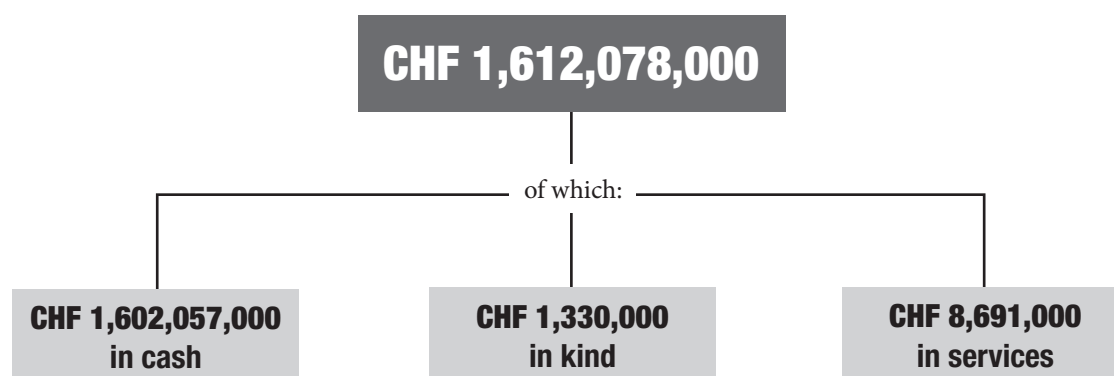 CHF 1,612,078,000
of which:
CHF 1,602,057,000
in cash
CHF 1,330,000
in kind
CHF 8,691,000
in services